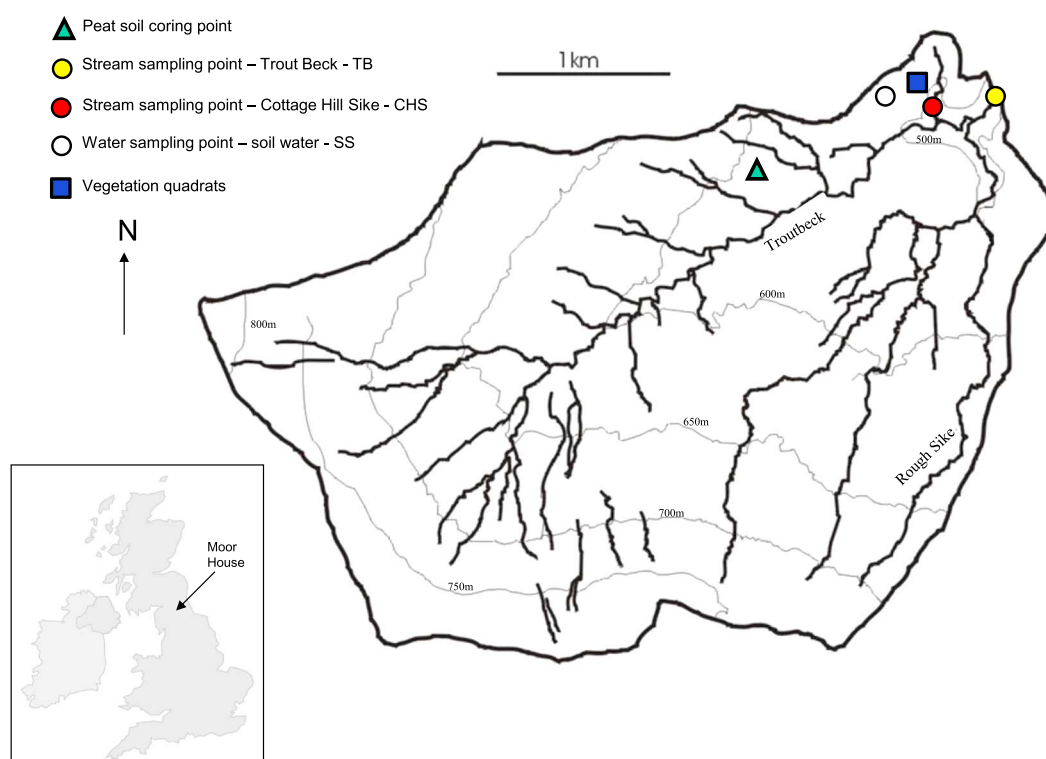 Peat soil coring point
Stream sampling point – Trout Beck - TB
Stream sampling point – Cottage Hill Sike - CHS
Water sampling point – soil water - SS
Vegetation quadrats
N
1km
500m
Troutbeck
600m
800m
650m
Rough Sike
700m
750m
Moor
House